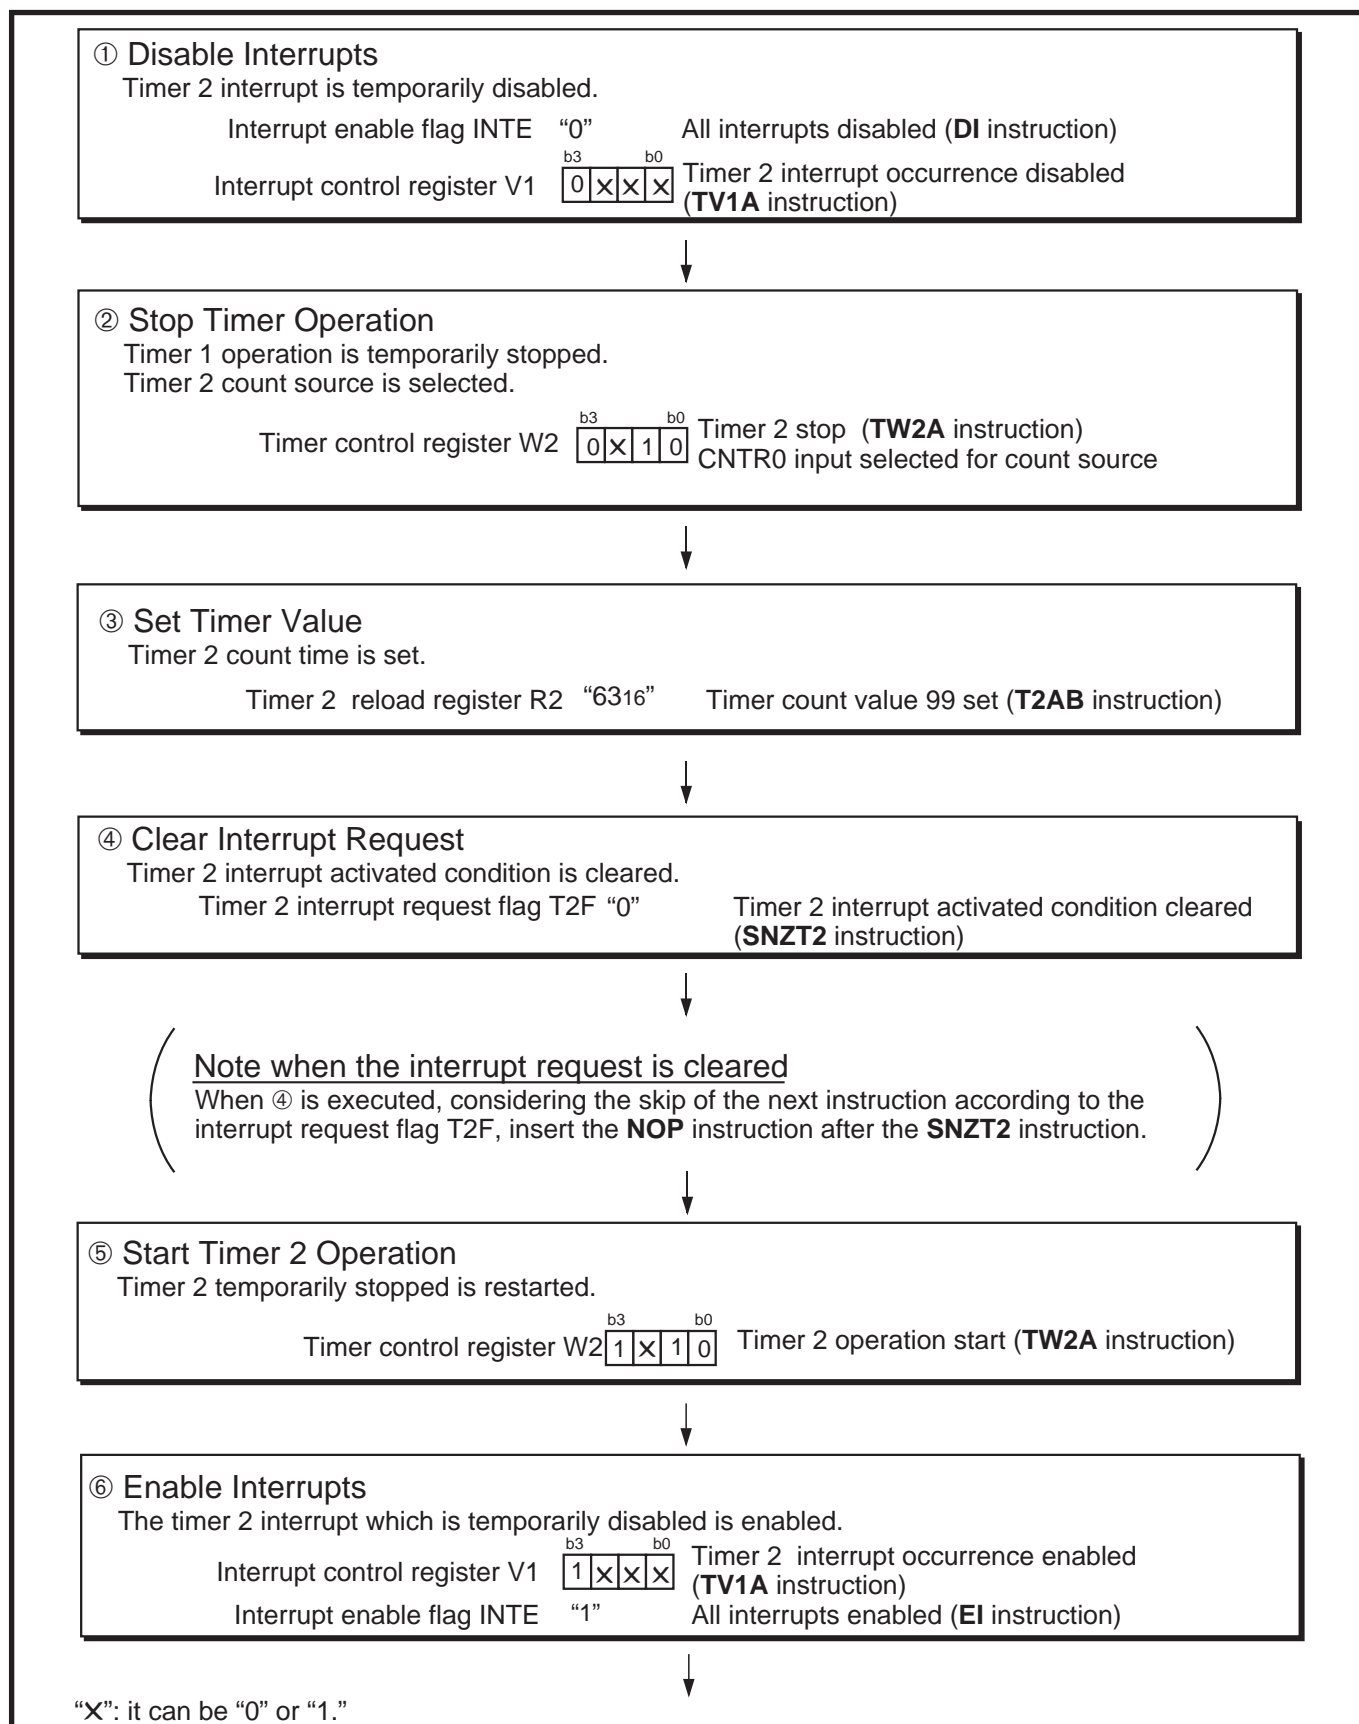 ① Disable Interrupts
Timer 2 interrupt is temporarily disabled.
Interrupt enable flag INTE “0” All interrupts disabled (DI instruction)
b3 b0
Interrupt control register V1 0 ✕ ✕ ✕ Timer 2 interrupt occurrence disabled
(TV1A instruction)
② Stop Timer Operation
Timer 1 operation is temporarily stopped.
Timer 2 count source is selected.
b3 b0
Timer control register W2 0 ✕ 1 0 Timer 2 stop (TW2A instruction)
CNTR0 input selected for count source
③ Set Timer Value
Timer 2 count time is set.
Timer 2 reload register R2 “6316” Timer count value 99 set (T2AB instruction)
④ Clear Interrupt Request
Timer 2 interrupt activated condition is cleared.
Timer 2 interrupt request flag T2F “0” Timer 2 interrupt activated condition cleared
(SNZT2 instruction)
Note when the interrupt request is cleared
When ④ is executed, considering the skip of the next instruction according to the
interrupt request flag T2F, insert the NOP instruction after the SNZT2 instruction.
⑤ Start Timer 2 Operation
Timer 2 temporarily stopped is restarted.
b3 b0
Timer control register W2 1 ✕ 1 0 Timer 2 operation start (TW2A instruction)
⑥ Enable Interrupts
The timer 2 interrupt which is temporarily disabled is enabled.
b3 b0
Interrupt control register V1 1 ✕ ✕ ✕ Timer 2 interrupt occurrence enabled
(TV1A instruction)
Interrupt enable flag INTE “1” All interrupts enabled (EI instruction)
“✕”: it can be “0” or “1.”